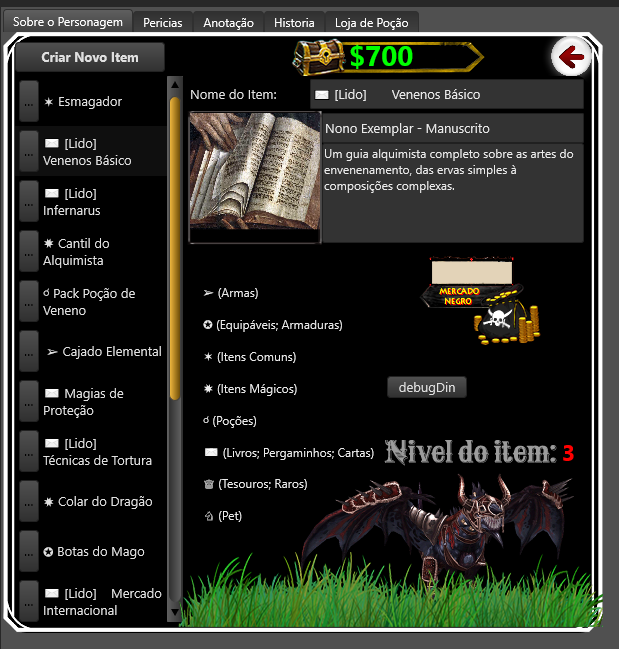 Sobre o Personagem Pericias Anotação Historia Loja de Poção
Criar Novo Item
$700
... ✶ Esmagador
... ✉ [Lido]
Venenos Básico
... ✉ [Lido]
Infernarus
... ✸ Cantil do
Alquimista
... ☌ Pack Poção de
Veneno
... ➢ Cajado Elemental
... ✉ Magias de
Proteção
... ✉ [Lido]
Técnicas de Tortura
... ✸ Colar do Dragão
... ✪ Botas do Mago
... ✉ [Lido] Mercado
Internacional
Nome do Item: ✉ [Lido] Venenos Básico
Nono Exemplar - Manuscrito
Um guia alquimista completo sobre as artes do
envenenamento, das ervas simples à
composições complexas.
MERCADO
NEGRO
➢ (Armas)
✪ (Equipáveis; Armaduras)
✶ (Itens Comuns)
✸ (Itens Mágicos)
☌ (Poções)
✉ (Livros; Pergaminhos; Cartas)
🗑 (Tesouros; Raros)
♘ (Pet)
debugDin
Nivel do item: 3